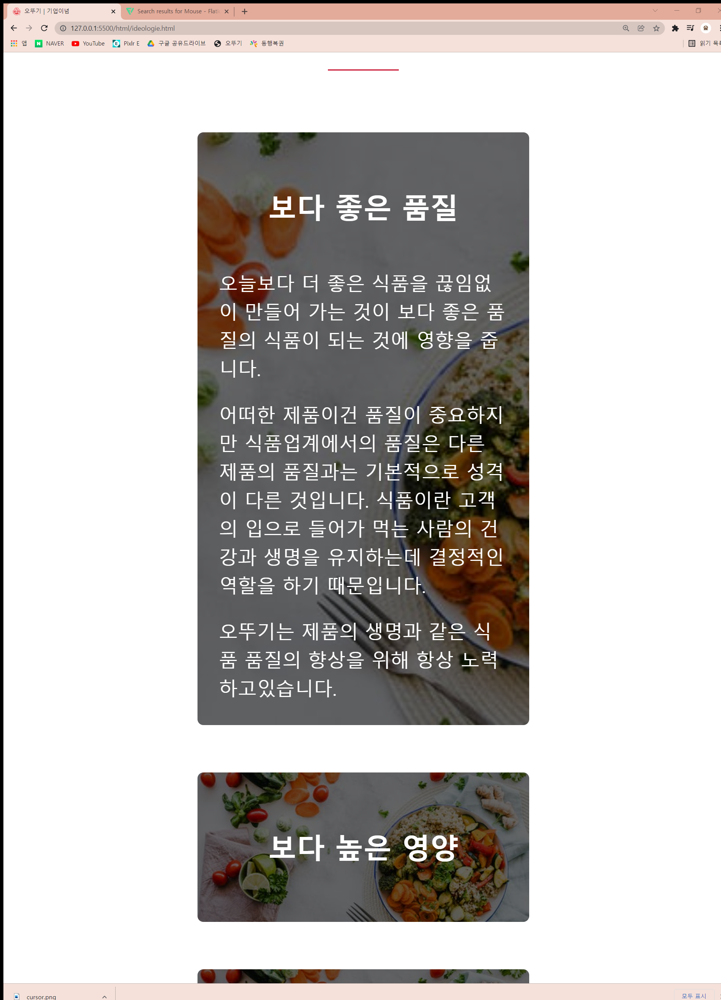 오뚜기 | 기업이념
Search results for Mouse - Flatic
127.0.0.1:5500/html/ideologie.html
앱 NAVER YouTube Pixlr E 구글 공유드라이브 오뚜기 동행복권 읽기 목록
보다 좋은 품질
오늘보다 더 좋은 식품을 끊임없
이 만들어 가는 것이 보다 좋은 품
질의 식품이 되는 것에 영향을 줍
니다.
어떠한 제품이건 품질이 중요하지
만 식품업계에서의 품질은 다른
제품의 품질과는 기본적으로 성격
이 다른 것입니다. 식품이란 고객
의 입으로 들어가 먹는 사람의 건
강과 생명을 유지하는데 결정적인
역할을 하기 때문입니다.
오뚜기는 제품의 생명과 같은 식
품 품질의 향상을 위해 항상 노력
하고있습니다.
보다 높은 영양
cursor.png 모두 표시